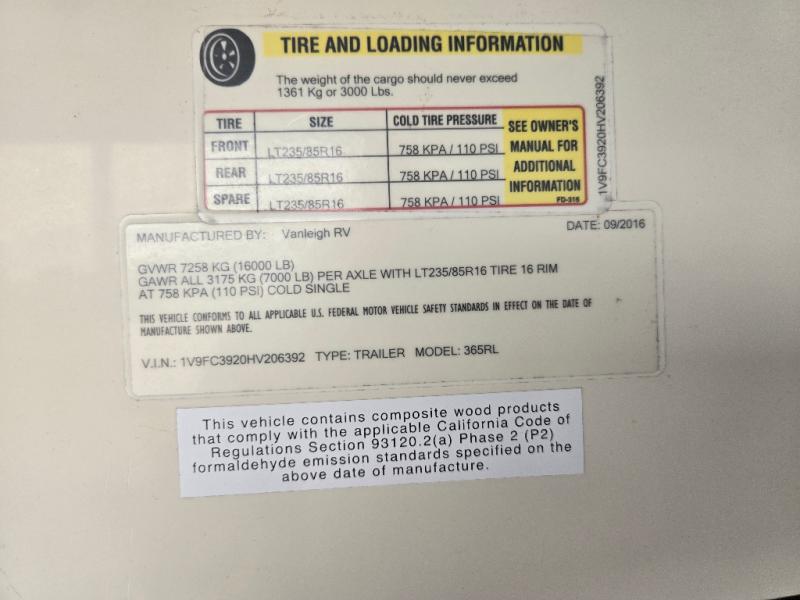 TIRE AND LOADING INFORMATION
The weight of the cargo should never exceed
1361 Kg or 3000 Lbs.
TIRE SIZE COLD TIRE PRESSURE
FRONT LT235/85R16 758 KPA / 110 PSI
REAR LT235/85R16 758 KPA / 110 PSI
SPARE LT235/85R16 758 KPA / 110 PSI
SEE OWNER'S
MANUAL FOR
ADDITIONAL
INFORMATION
FD-315
1V9FC3920HV206392
MANUFACTURED BY: Vanleigh RV DATE: 09/2016
GVWR 7258 KG (16000 LB)
GAWR ALL 3175 KG (7000 LB) PER AXLE WITH LT235/85R16 TIRE 16 RIM
AT 758 KPA (110 PSI) COLD SINGLE
THIS VEHICLE CONFORMS TO ALL APPLICABLE U.S. FEDERAL MOTOR VEHICLE SAFETY STANDARDS IN EFFECT ON THE DATE OF
MANUFACTURE SHOWN ABOVE.
V.I.N.: 1V9FC3920HV206392 TYPE: TRAILER MODEL: 365RL
This vehicle contains composite wood products
that comply with the applicable California Code of
Regulations Section 93120.2(a) Phase 2 (P2)
formaldehyde emission standards specified on the
above date of manufacture.